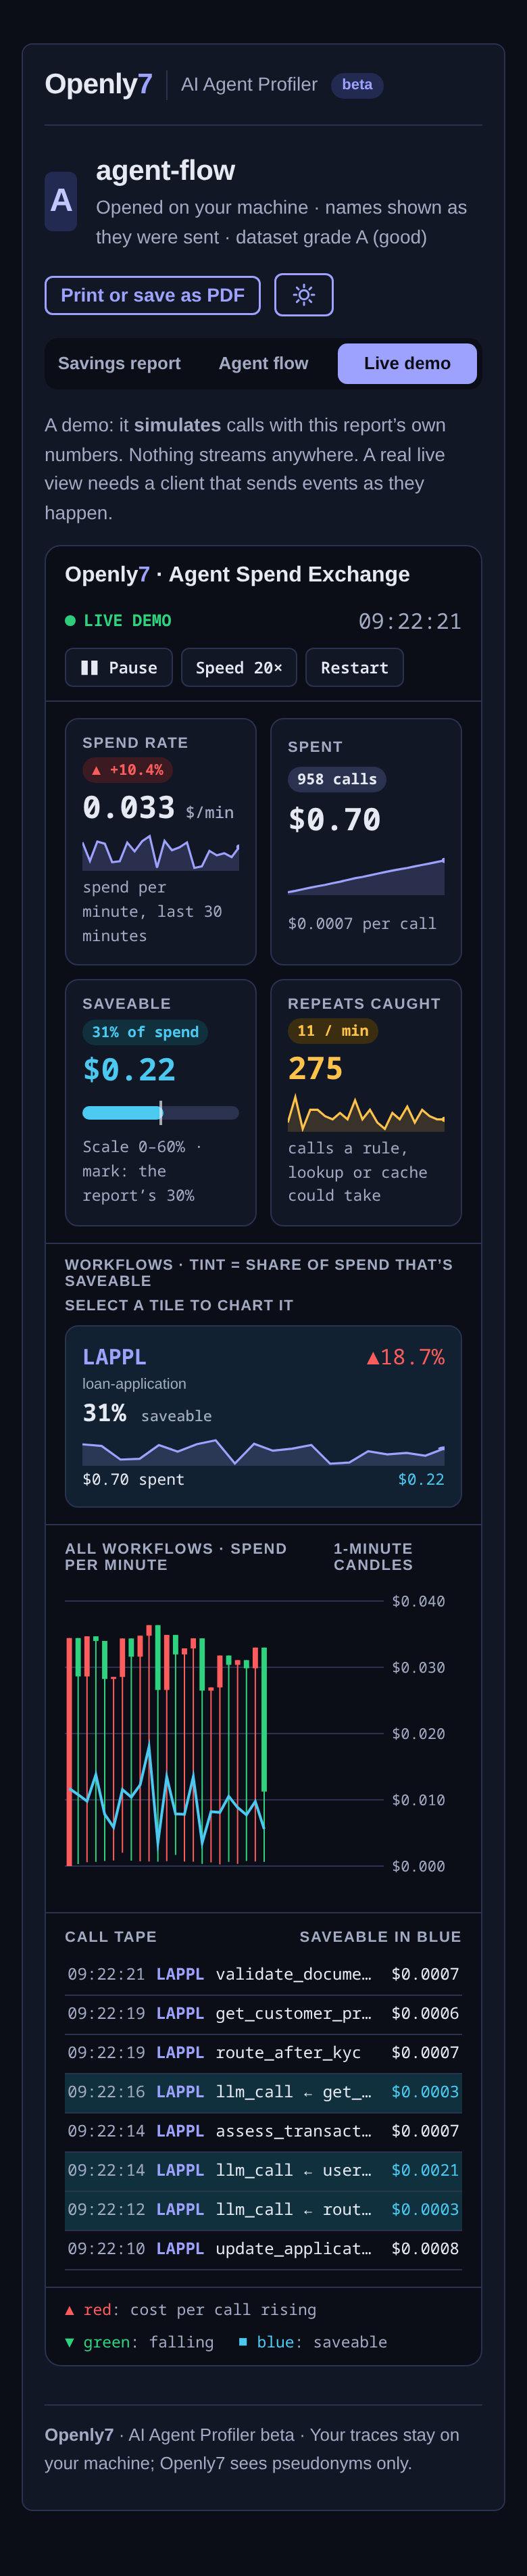 Openly7 AI Agent Profiler beta
A
agent-flow
Opened on your machine · names shown as
they were sent · dataset grade A (good)
Print or save as PDF
Savings report Agent flow Live demo
A demo: it simulates calls with this report’s own
numbers. Nothing streams anywhere. A real live
view needs a client that sends events as they
happen.
Openly7 · Agent Spend Exchange
LIVE DEMO 09:22:21
Pause Speed 20× Restart
SPEND RATE
▲ +10.4%
0.033 $/min
spend per
minute, last 30
minutes
SPENT
958 calls
$0.70
$0.0007 per call
SAVEABLE
31% of spend
$0.22
Scale 0–60% ·
mark: the
report’s 30%
REPEATS CAUGHT
11 / min
275
calls a rule,
lookup or cache
could take
WORKFLOWS · TINT = SHARE OF SPEND THAT’S
SAVEABLE
SELECT A TILE TO CHART IT
LAPPL ▲18.7%
loan-application
31% saveable
$0.70 spent $0.22
ALL WORKFLOWS · SPEND
PER MINUTE
1-MINUTE
CANDLES
$0.040
$0.030
$0.020
$0.010
$0.000
CALL TAPE SAVEABLE IN BLUE
09:22:21 LAPPL validate_docume… $0.0007
09:22:19 LAPPL get_customer_pr… $0.0006
09:22:19 LAPPL route_after_kyc $0.0007
09:22:16 LAPPL llm_call ← get_… $0.0003
09:22:14 LAPPL assess_transact… $0.0007
09:22:14 LAPPL llm_call ← user… $0.0021
09:22:12 LAPPL llm_call ← rout… $0.0003
09:22:10 LAPPL update_applicat… $0.0008
▲ red: cost per call rising
▼ green: falling ■ blue: saveable
Openly7 · AI Agent Profiler beta · Your traces stay on
your machine; Openly7 sees pseudonyms only.